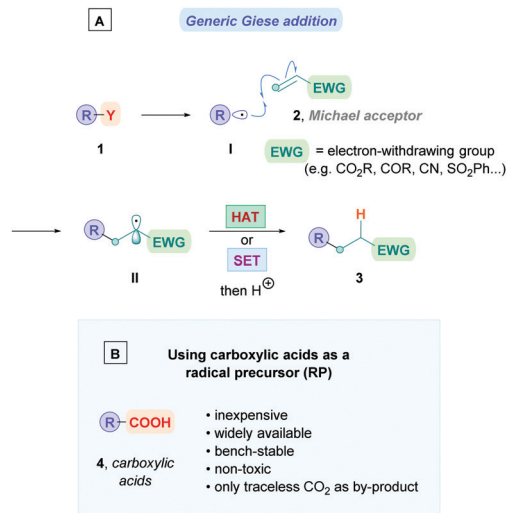 A
Generic Giese addition
R–Y
R
EWG
1
I
2, Michael acceptor
EWG = electron-withdrawing group
(e.g. CO₂R, COR, CN, SO₂Ph...)
R
EWG
HAT
or
SET
then H⊕
H
R
EWG
II
3
B
Using carboxylic acids as a
radical precursor (RP)
R–COOH
4, carboxylic
acids
• inexpensive
• widely available
• bench-stable
• non-toxic
• only traceless CO₂ as by-product